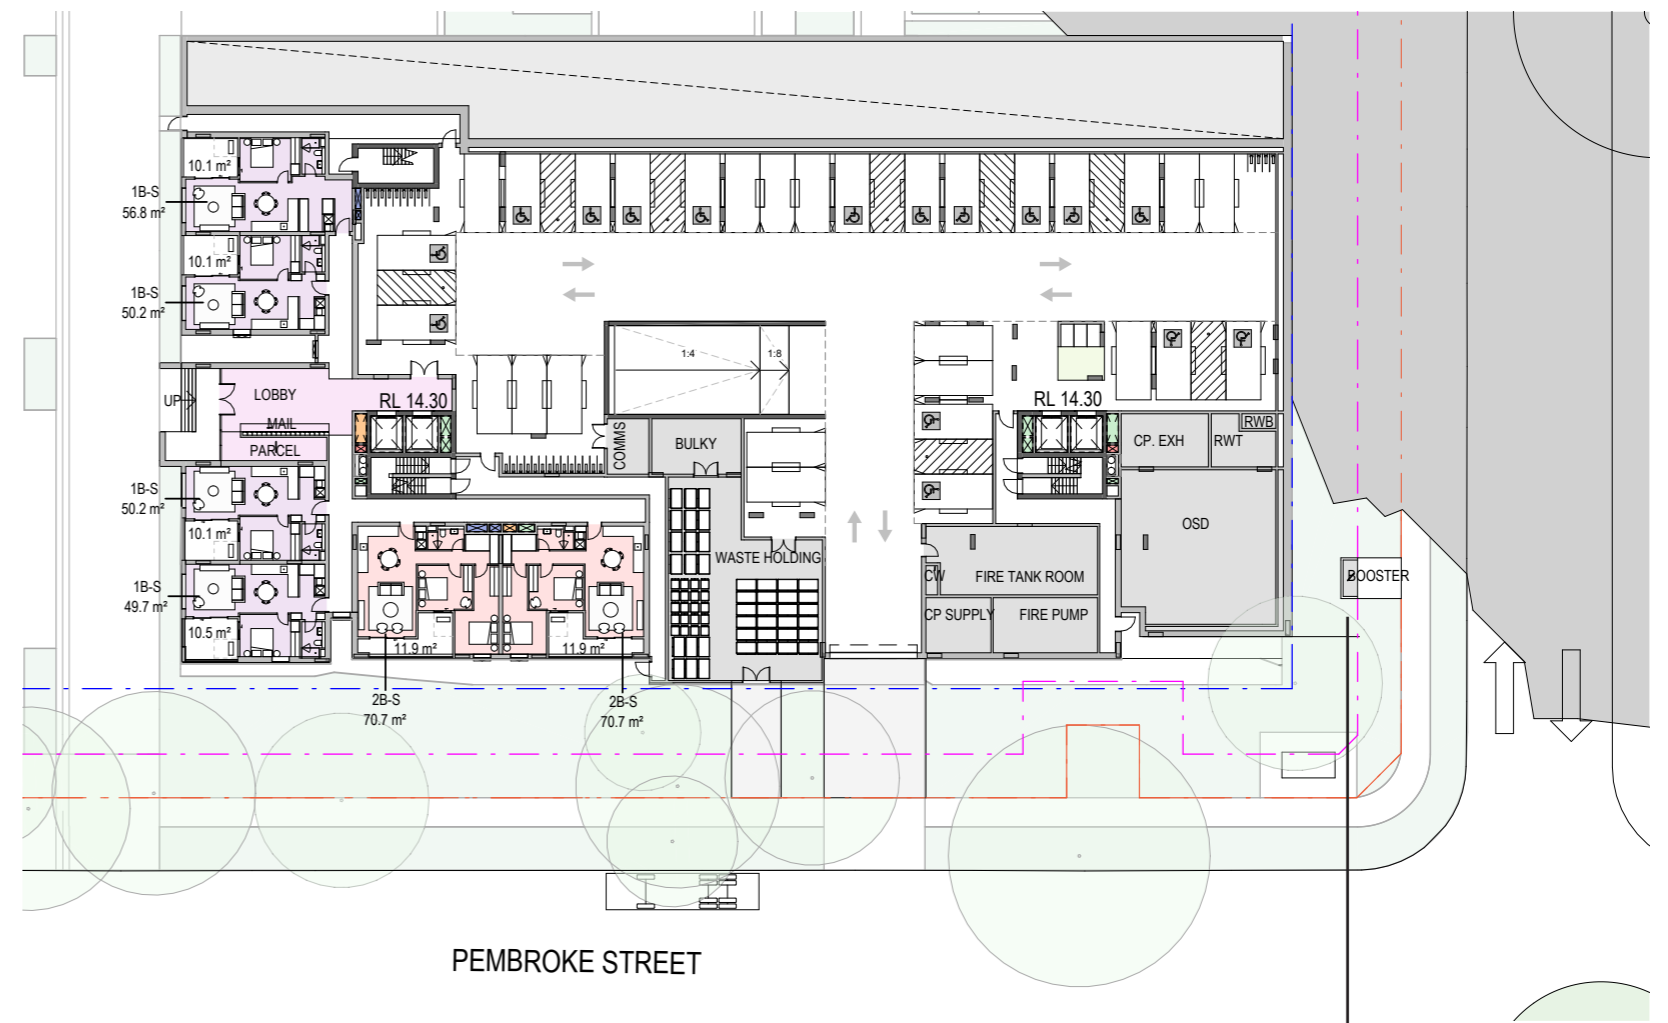 10.1 m²
1B-S
56.8 m²
10.1 m²
1B-S
50.2 m²
1:4
1:8
UP
LOBBY
RL 14.30
RL 14.30
MAIL
PARCEL
COMMS
BULKY
CP. EXH
RWB
RWT
1B-S
50.2 m²
10.1 m²
OSD
WASTE HOLDING
CW
FIRE TANK ROOM
BOOSTER
1B-S
49.7 m²
10.5 m²
CP SUPPLY
FIRE PUMP
11.9 m²
11.9 m²
2B-S
70.7 m²
2B-S
70.7 m²
PEMBROKE STREET